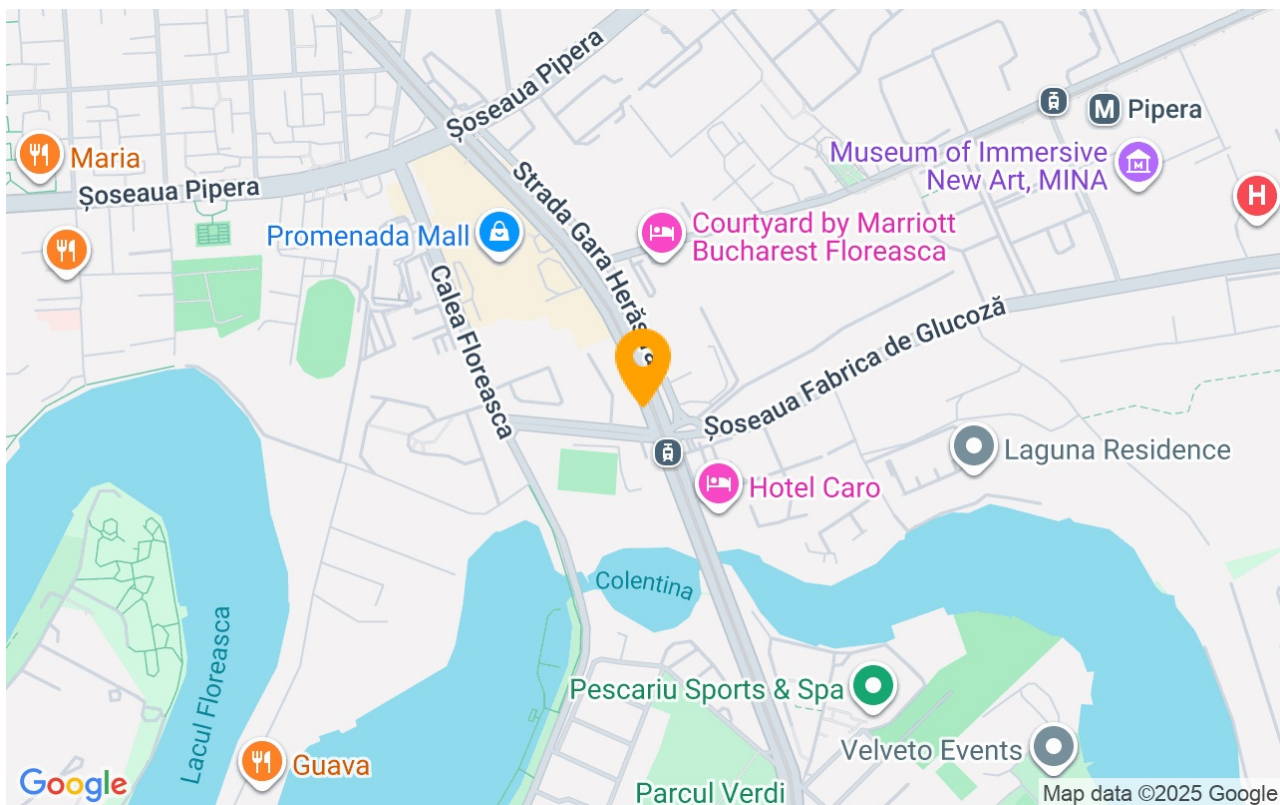 Șoseaua Pipera
Pipera
Maria
Museum of Immersive
New Art, MINA
Șoseaua Pipera
H
Strada Gara Herăs
Promenada Mall
Courtyard by Marriott
Bucharest Floreasca
Calea Floreasca
Șoseaua Fabrica de Glucoză
Laguna Residence
Hotel Caro
Colentina
Lacul Floreasca
Pescariu Sports & Spa
Velveto Events
Guava
Google
Parcul Verdi
Map data ©2025 Google